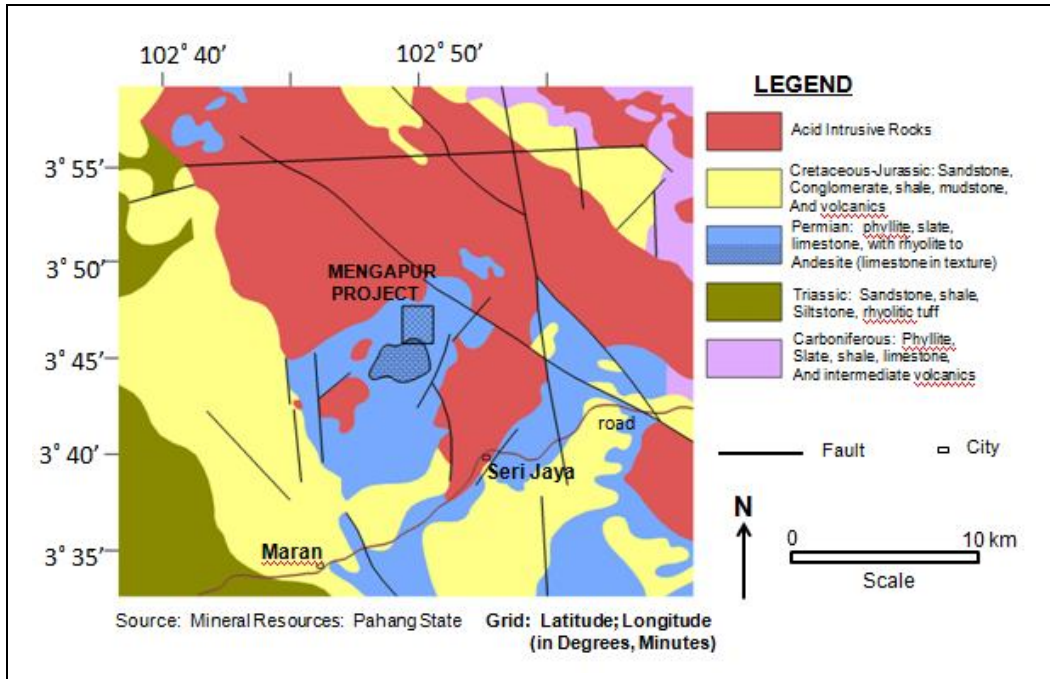 102° 40′
102° 50′
3° 55′
3° 50′
3° 45′
3° 40′
3° 35′
MENGAPUR
PROJECT
road
Seri Jaya
Maran
LEGEND
Acid Intrusive Rocks
Cretaceous-Jurassic: Sandstone,
Conglomerate, shale, mudstone,
And volcanics
Permian: phyllite, slate,
limestone, with rhyolite to
Andesite (limestone in texture)
Triassic: Sandstone, shale,
Siltstone, rhyolitic tuff
Carboniferous: Phyllite,
Slate, shale, limestone,
And intermediate volcanics
Fault
City
N
0
10 km
Scale
Source: Mineral Resources: Pahang State
Grid: Latitude; Longitude
(in Degrees, Minutes)